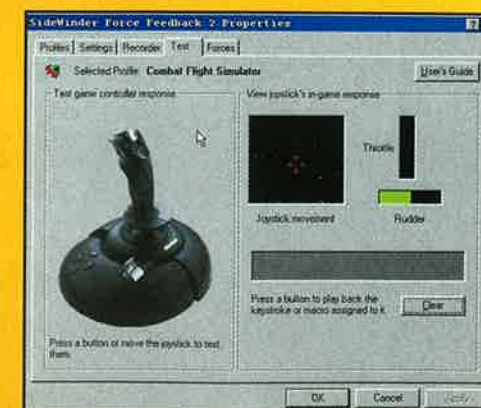 SideWinder Force Feedback 2 Properties
Profiles Settings Recorder Test Forces
Selected Profile: Combat Flight Simulator
User's Guide
Test game controller response
View joystick's in-game response
Throttle
Joystick movement
Rudder
Press a button to play back the
keystroke or macro assigned to it
Clear
Press a button or move the joystick to test
them.
OK
Cancel
Apply